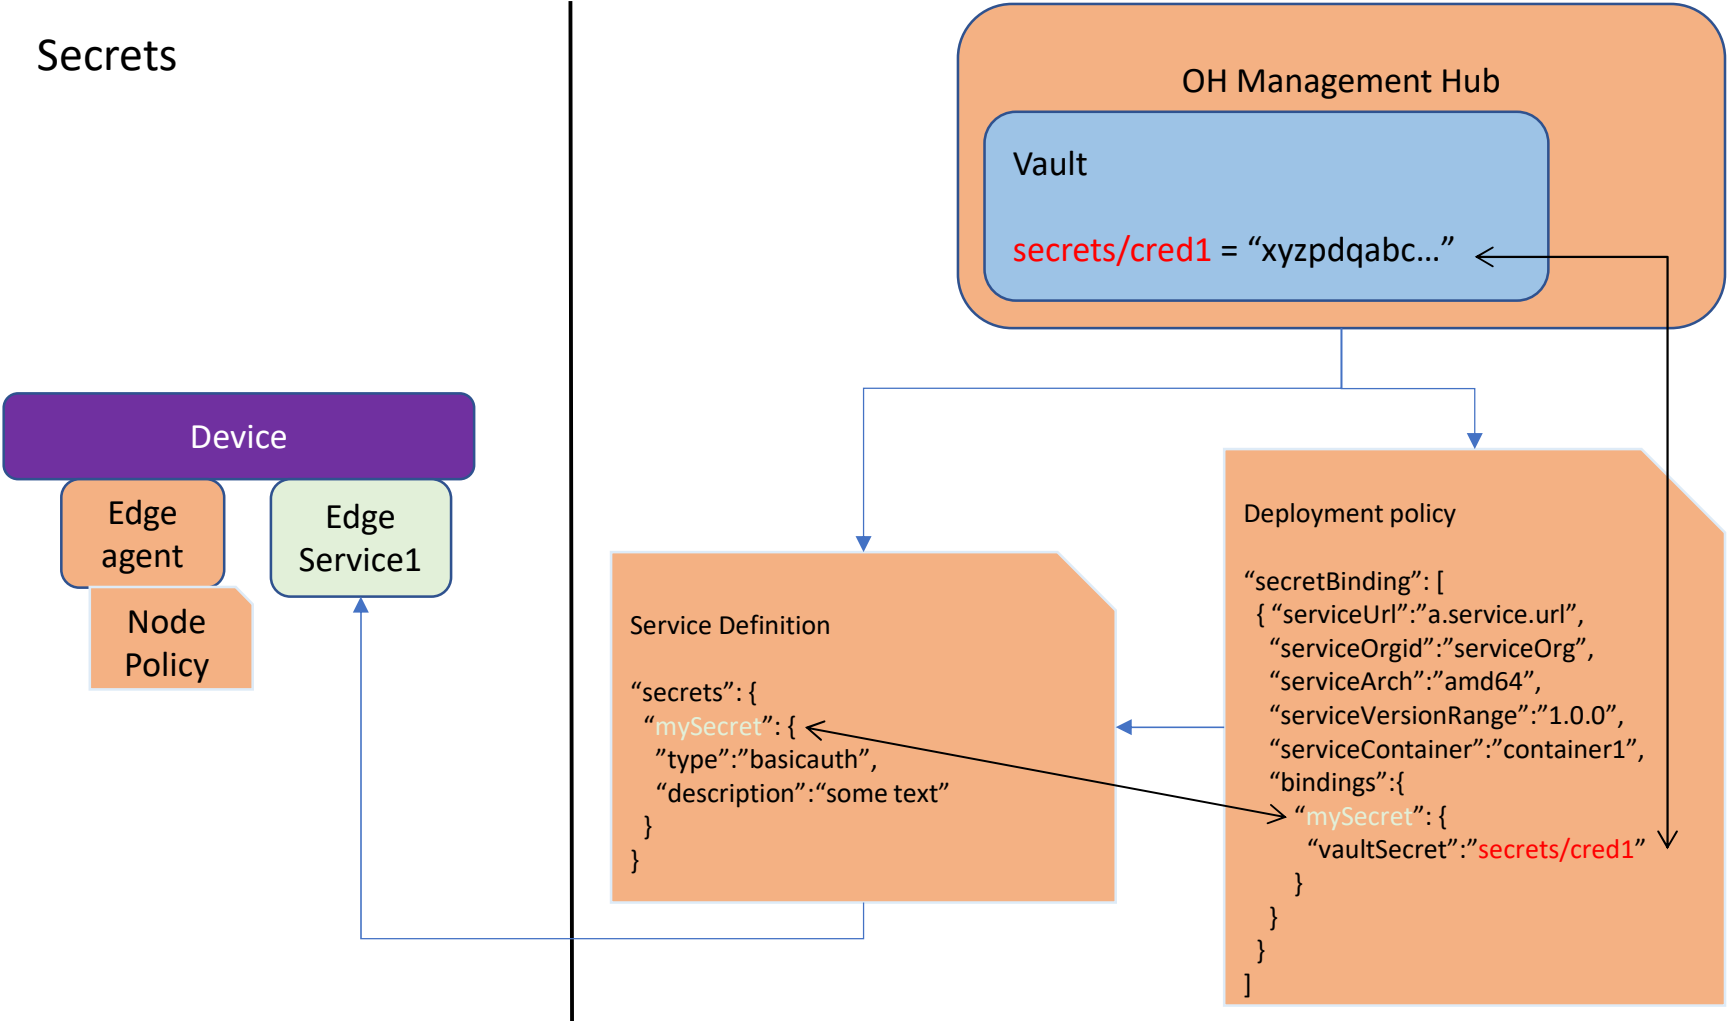 Secrets
OH Management Hub
Vault
secrets/cred1 = “xyzpdqabc…”
Device
Edge
agent
Edge
Service1
Node
Policy
Service Definition
“secrets”: {
“mySecret”: {
”type”:”basicauth”,
“description”:“some text”
}
}
Deployment policy
“secretBinding”: [
{ “serviceUrl”:”a.service.url”,
“serviceOrgid”:”serviceOrg”,
“serviceArch”:”amd64”,
“serviceVersionRange”:”1.0.0”,
“serviceContainer”:”container1”,
“bindings”:{
“mySecret”: {
“vaultSecret”:”secrets/cred1”
}
}
}
]